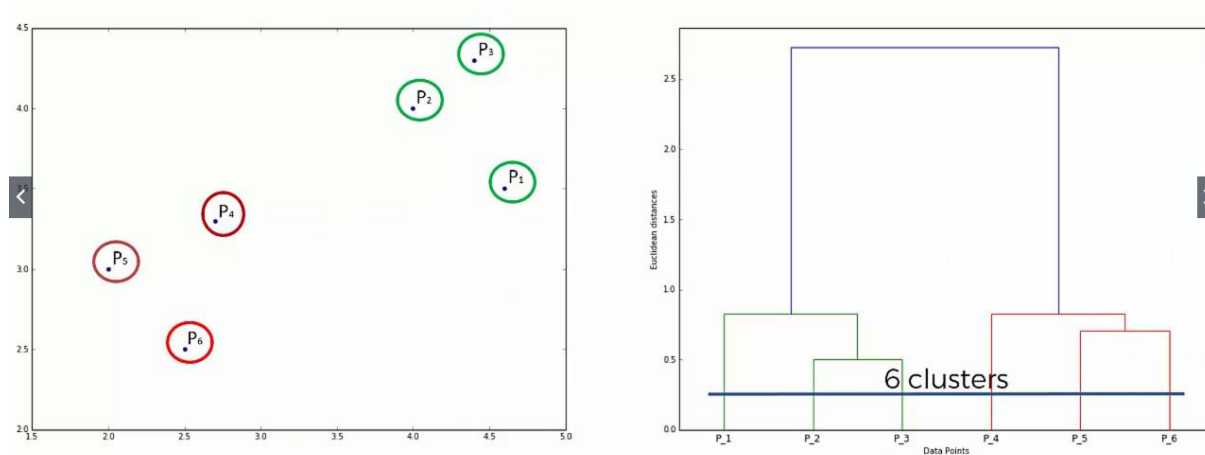 4.5
4.0
3.5
3.0
2.5
2.0
1.5
2.0
2.5
3.0
3.5
4.0
4.5
5.0
P3
P2
P1
P4
P5
P6
2.5
2.0
1.5
1.0
0.5
0.0
Euclidean distances
6 clusters
P_1
P_2
P_3
P_4
P_5
P_6
Data Points